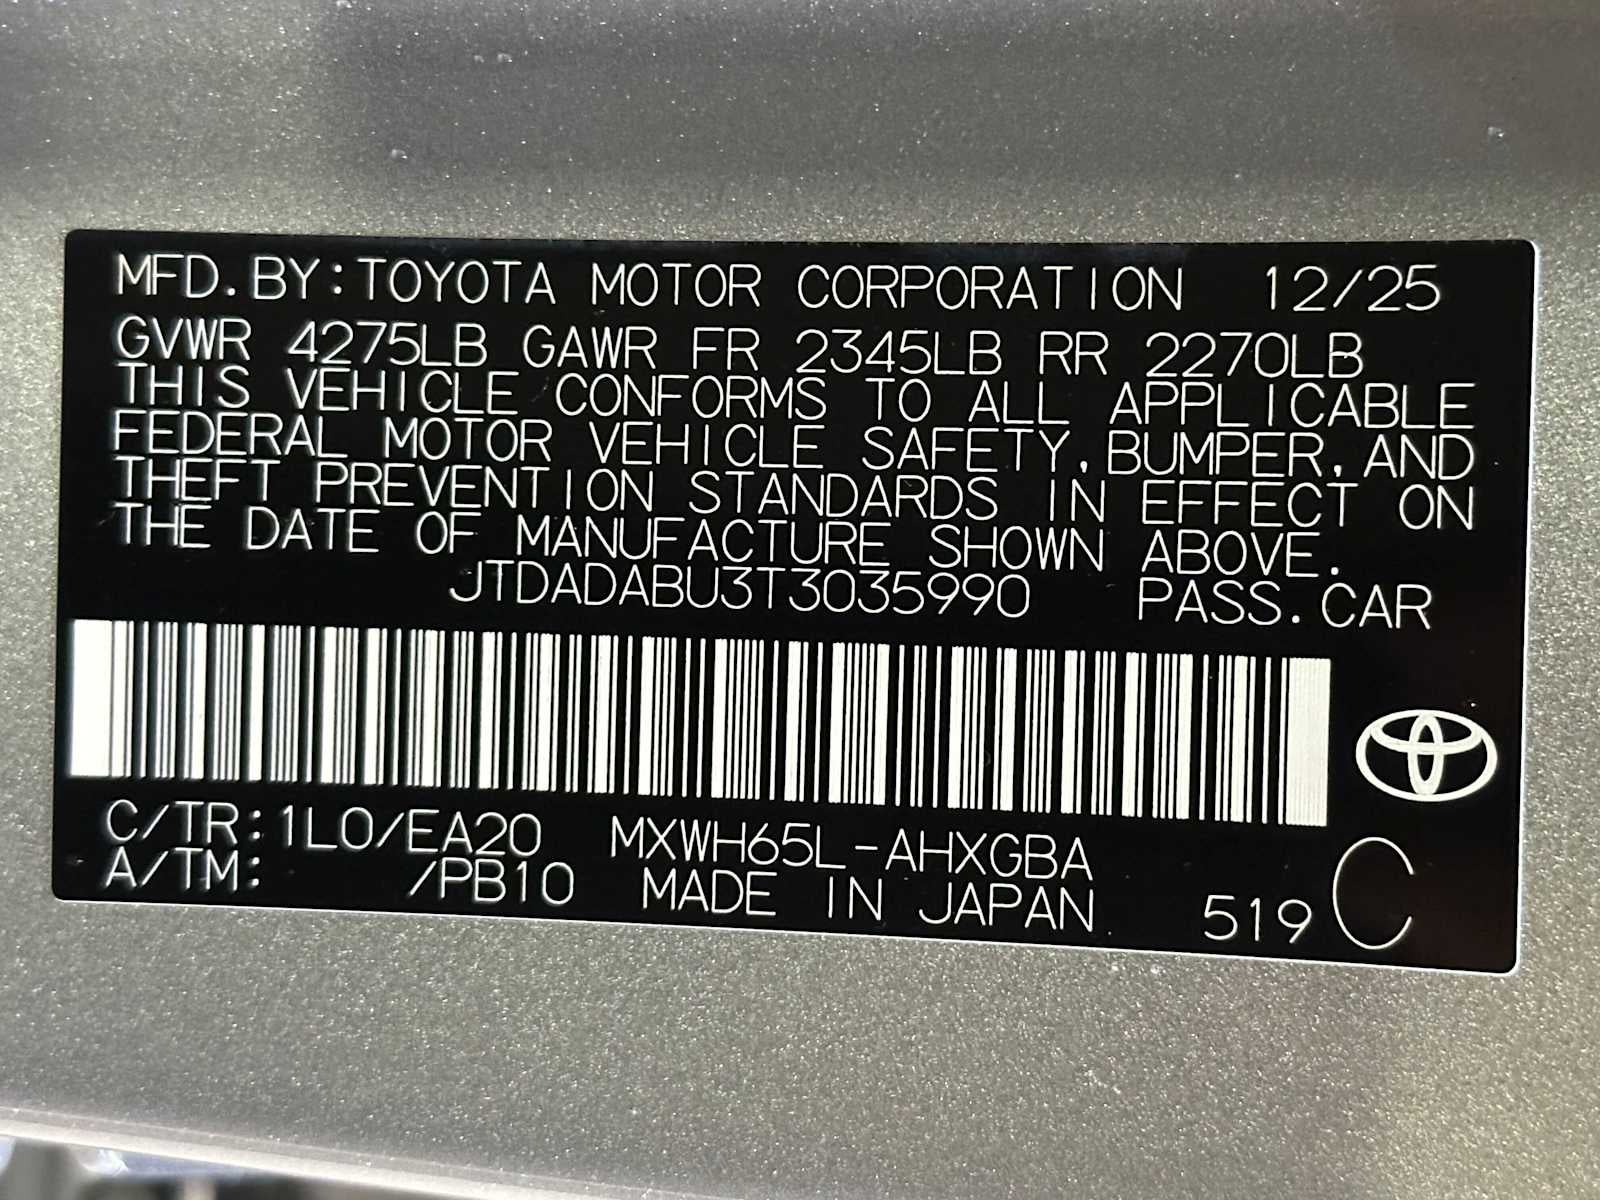 MFD. BY: TOYOTA MOTOR CORPORATION 12/25
GVWR 4275LB GAWR FR 2345LB RR 2270LB
THIS VEHICLE CONFORMS TO ALL APPLICABLE
FEDERAL MOTOR VEHICLE SAFETY, BUMPER, AND
THEFT PREVENTION STANDARDS IN EFFECT ON
THE DATE OF MANUFACTURE SHOWN ABOVE.
JTDADABU3T3035990 PASS. CAR
C/TR: 1L0/EA20 MXWH65L-AHXGBA
A/TM: /PB10 MADE IN JAPAN 519 C